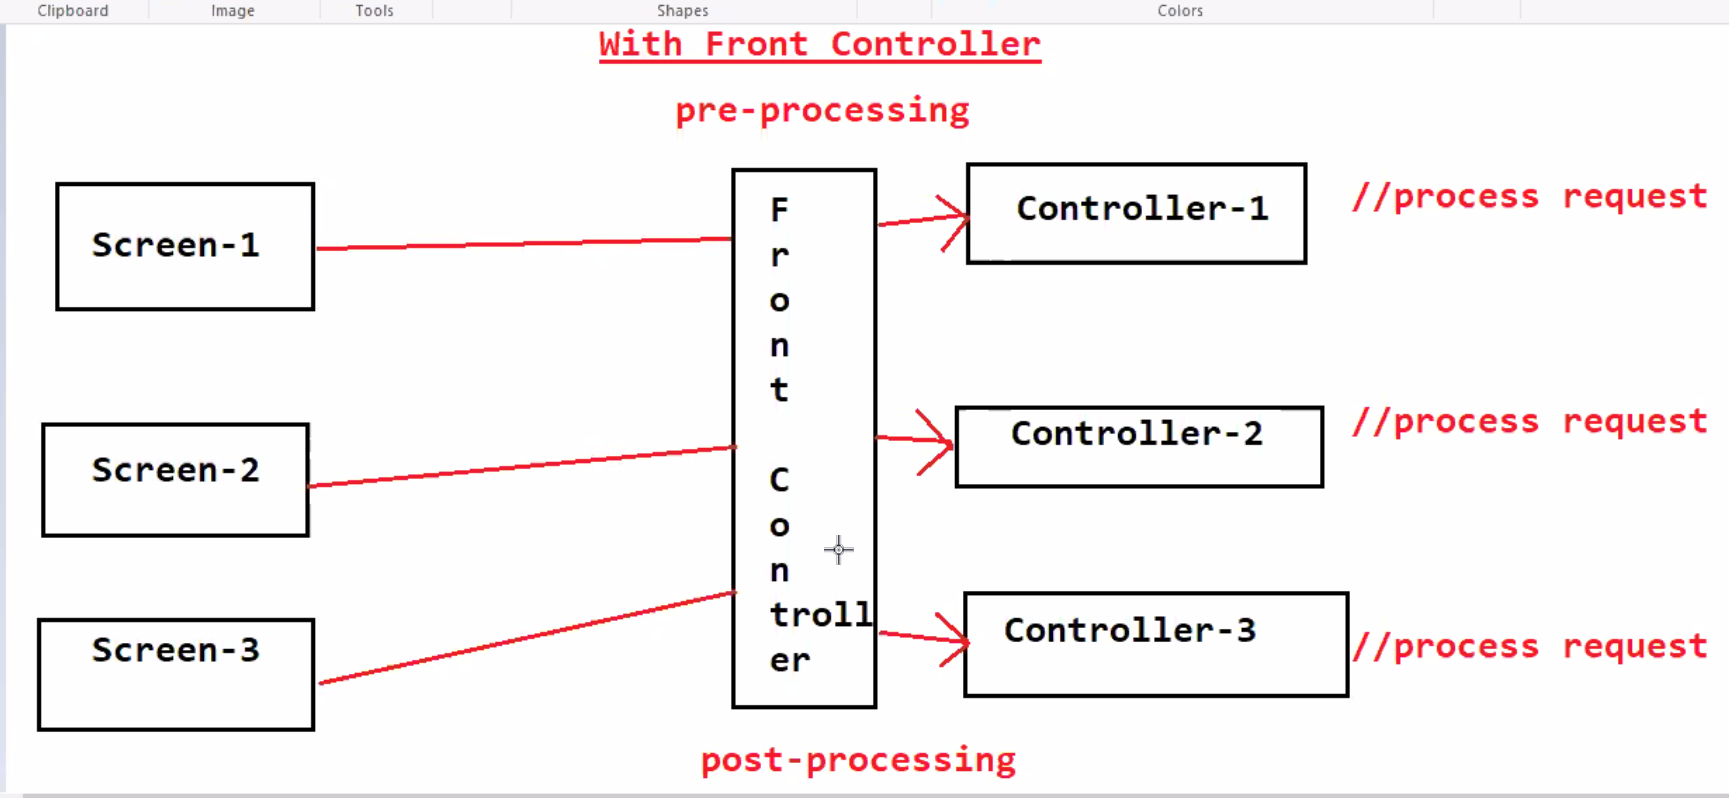 Clipboard Image Tools Shapes Colors
With Front Controller
pre-processing
Screen-1
Screen-2
Screen-3
F
r
o
n
t
C
o
n
troll
er
Controller-1 //process request
Controller-2 //process request
Controller-3 //process request
post-processing